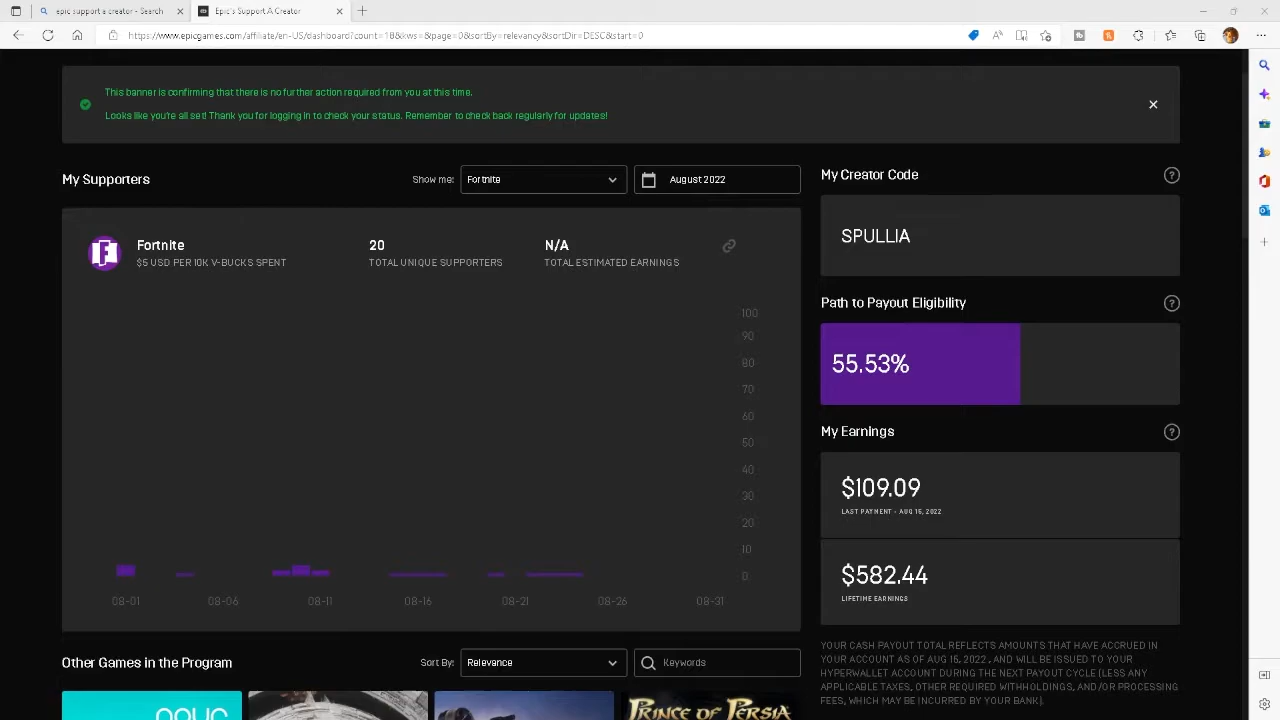 epic support a creator - Search
Epic's Support A Creator
https://www.epicgames.com/affiliate/en-US/dashboard?count=18&kw=&page=0&sortBy=relevancy&sortDir=DESC&start=0
This banner is confirming that there is no further action required from you at this time.
Looks like you're all set! Thank you for logging in to check your status. Remember to check back regularly for updates!
My Supporters
Show me:
Fortnite
August 2022
Fortnite
$5 USD PER 10K V-BUCKS SPENT
20
TOTAL UNIQUE SUPPORTERS
N/A
TOTAL ESTIMATED EARNINGS
100
90
80
70
60
50
40
30
20
10
0
08-01 08-06 08-11 08-16 08-21 08-26 08-31
My Creator Code
SPULLIA
Path to Payout Eligibility
55.53%
My Earnings
$109.09
LAST PAYMENT - AUG 15, 2022
$582.44
LIFETIME EARNINGS
YOUR CASH PAYOUT TOTAL REFLECTS AMOUNTS THAT HAVE ACCRUED IN
YOUR ACCOUNT AS OF AUG 15, 2022 , AND WILL BE ISSUED TO YOUR
HYPERWALLET ACCOUNT DURING THE NEXT PAYOUT CYCLE (LESS ANY
APPLICABLE TAXES, OTHER REQUIRED WITHHOLDINGS, AND/OR PROCESSING
FEES, WHICH MAY BE INCURRED BY YOUR BANK).
Other Games in the Program
Sort By:
Relevance
Keywords
PRINCE OF PERSIA